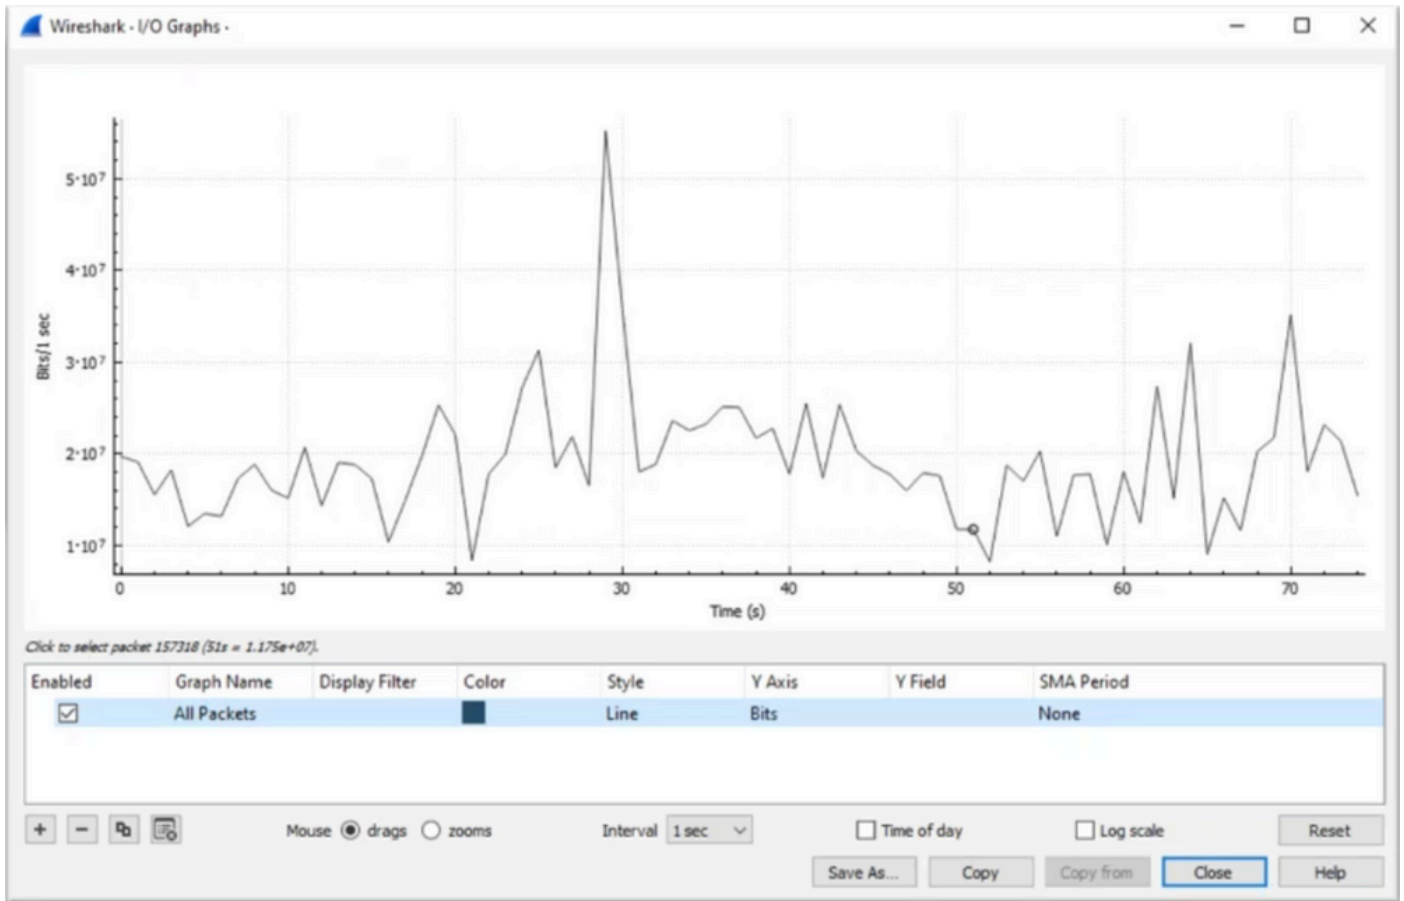 Wireshark · I/O Graphs ·
5·10⁷
4·10⁷
3·10⁷
2·10⁷
1·10⁷
Bits/1 sec
0 10 20 30 40 50 60 70
Time (s)
Click to select packet 157318 (51s = 1.175e+07).
Enabled Graph Name Display Filter Color Style Y Axis Y Field SMA Period
All Packets Line Bits None
Mouse drags zooms Interval 1 sec Time of day Log scale Reset
Save As... Copy Copy from Close Help